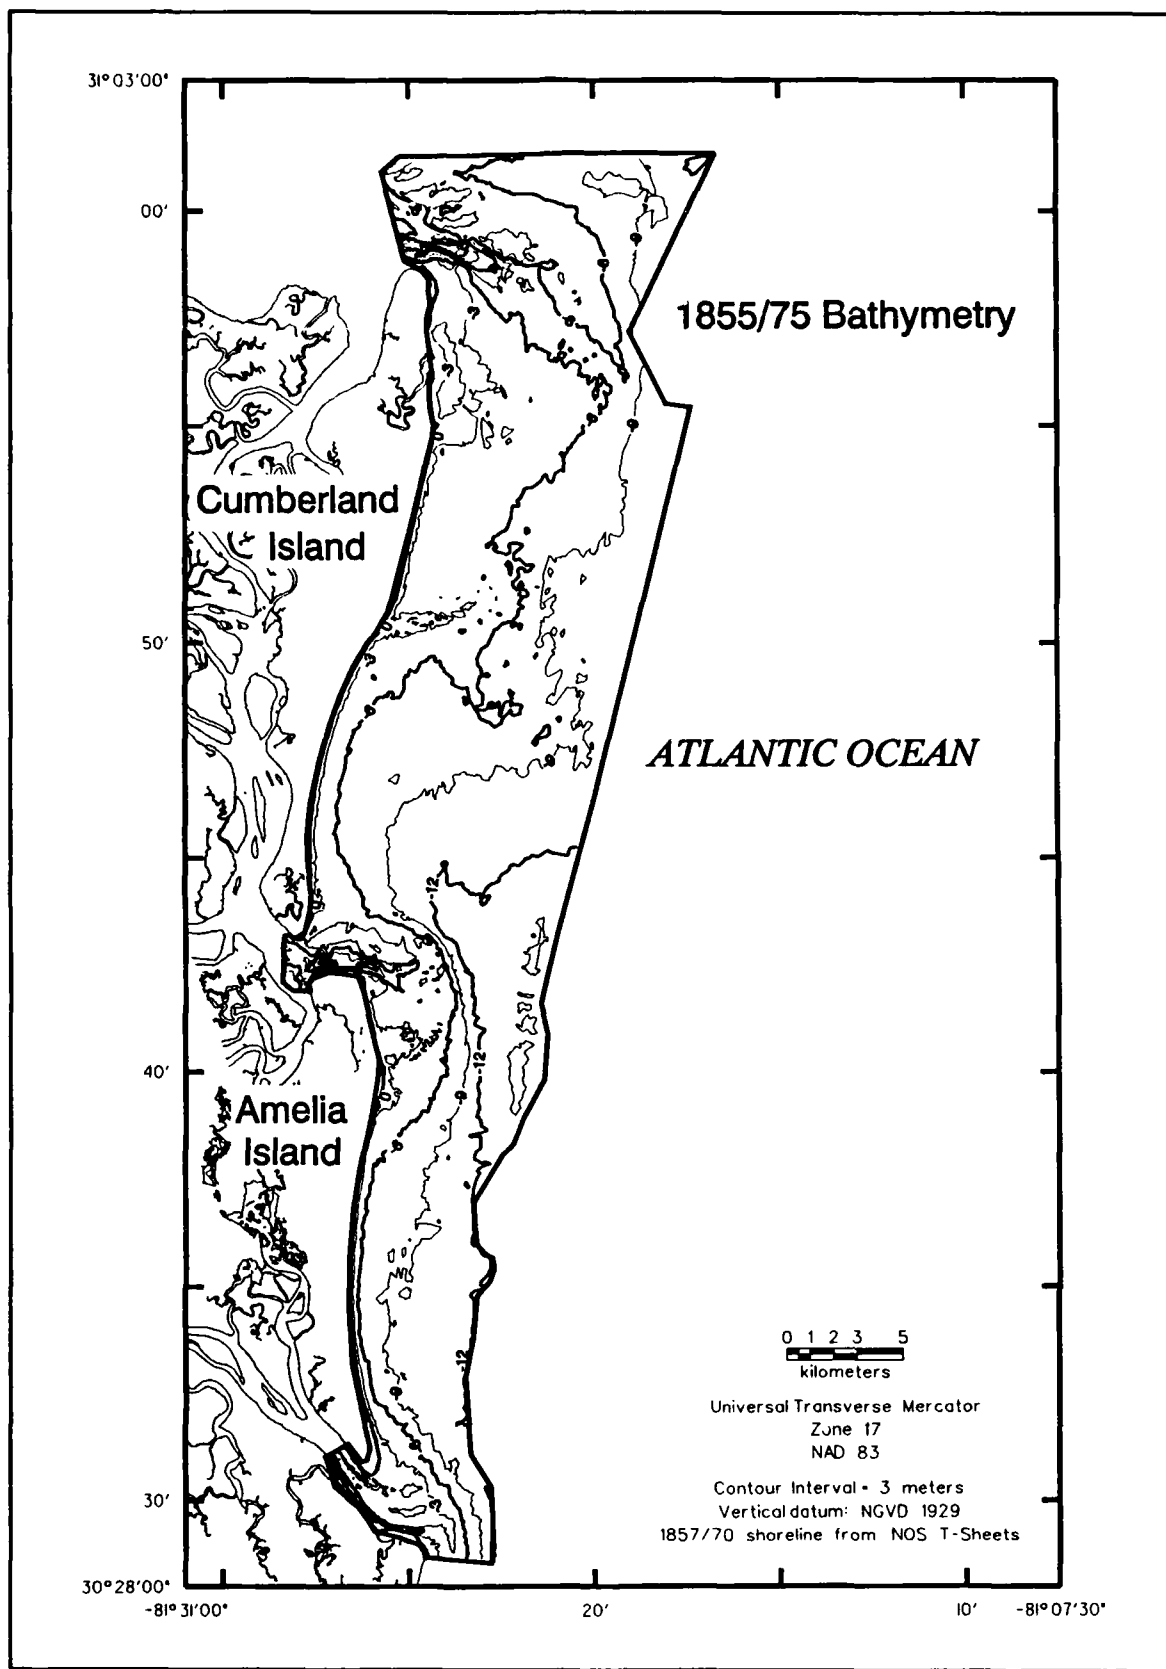 31°03'00"
00'
1855/75 Bathymetry
Cumberland
Island
50'
ATLANTIC OCEAN
-12
-12
40'
-9
Amelia
Island
-12
-9
0 1 2 3 5
kilometers
Universal Transverse Mercator
Zone 17
NAD 83
Contour Interval = 3 meters
Vertical datum: NGVD 1929
1857/70 shoreline from NOS T-Sheets
30'
30°28'00"
-81°31'00" 20' 10' -81°07'30"